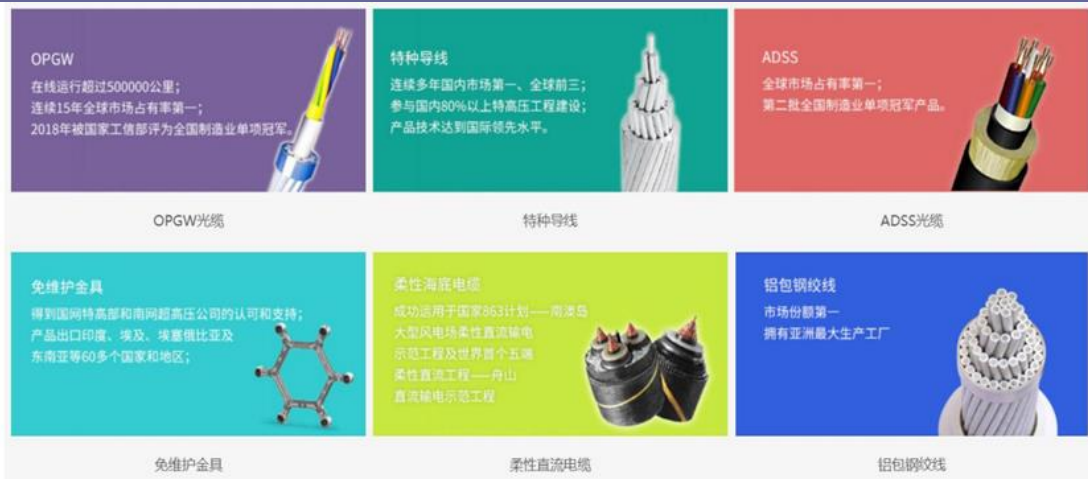 OPGW
在线运行超过500000公里；
连续15年全球市场占有率第一；
2018年被国家工信部评为全国制造业单项冠军。
特种导线
连续多年国内市场第一、全球前三；
参与国内80%以上特高压工程建设；
产品技术达到国际领先水平。
ADSS
全球市场占有率第一；
第二批全国制造业单项冠军产品。
OPGW光缆
特种导线
ADSS光缆
免维护金具
得到国网特高部和南网超高压公司的认可和支持；
产品出口印度、埃及、埃塞俄比亚及
东南亚等60多个国家和地区；
柔性海底电缆
成功运用于国家863计划——南澳岛
大型风电场柔性直流输电
示范工程及世界首个五端
柔性直流工程——舟山
直流输电示范工程
铝包钢绞线
市场份额第一
拥有亚洲最大生产工厂
免维护金具
柔性直流电缆
铝包钢绞线